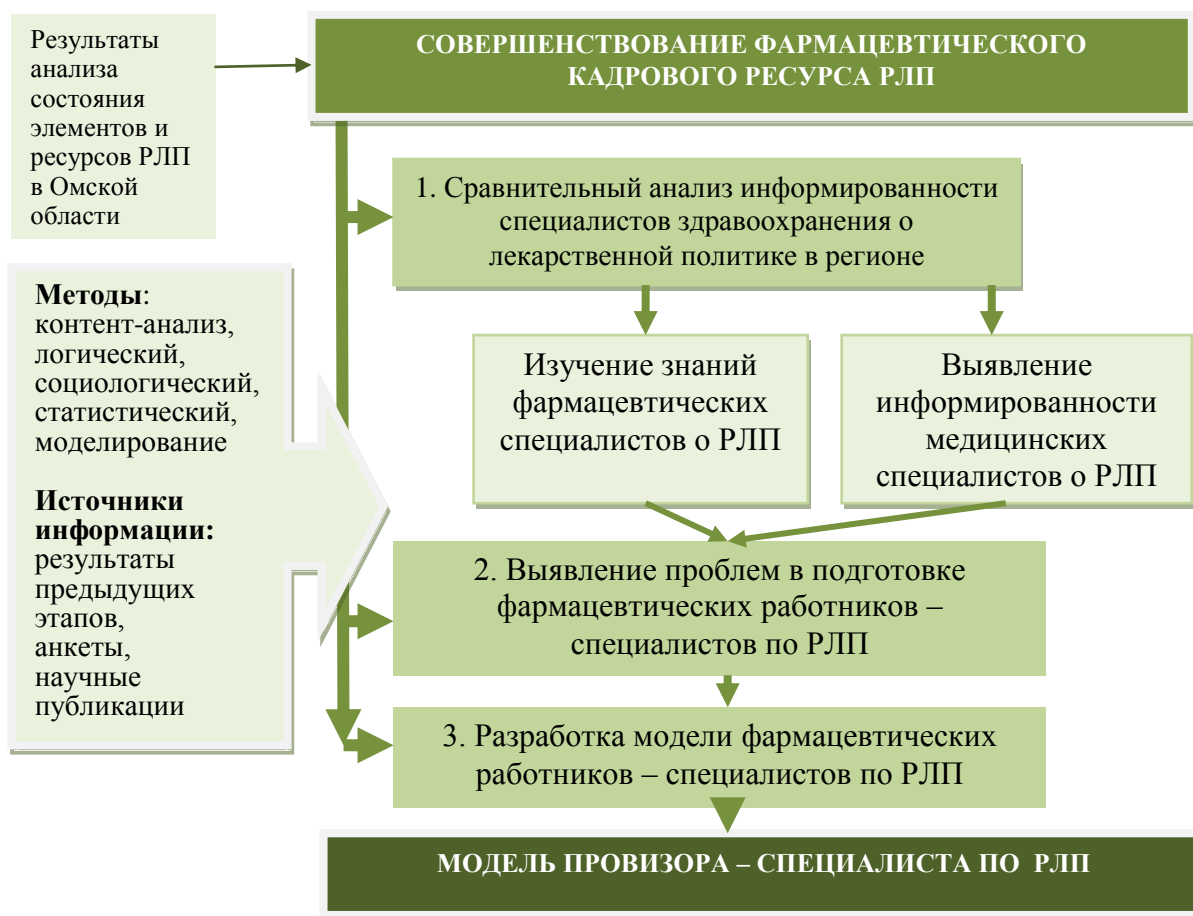 Результаты
анализа
состояния
элементов и
ресурсов РЛП
в Омской
области
СОВЕРШЕНСТВОВАНИЕ ФАРМАЦЕВТИЧЕСКОГО
КАДРОВОГО РЕСУРСА РЛП
1. Сравнительный анализ информированности
специалистов здравоохранения о
лекарственной политике в регионе
Методы:
контент-анализ,
логический,
социологический,
статистический,
моделирование
Источники
информации:
результаты
предыдущих
этапов,
анкеты,
научные
публикации
Изучение знаний
фармацевтических
специалистов о РЛП
Выявление
информированности
медицинских
специалистов о РЛП
2. Выявление проблем в подготовке
фармацевтических работников –
специалистов по РЛП
3. Разработка модели фармацевтических
работников – специалистов по РЛП
МОДЕЛЬ ПРОВИЗОРА – СПЕЦИАЛИСТА ПО РЛП